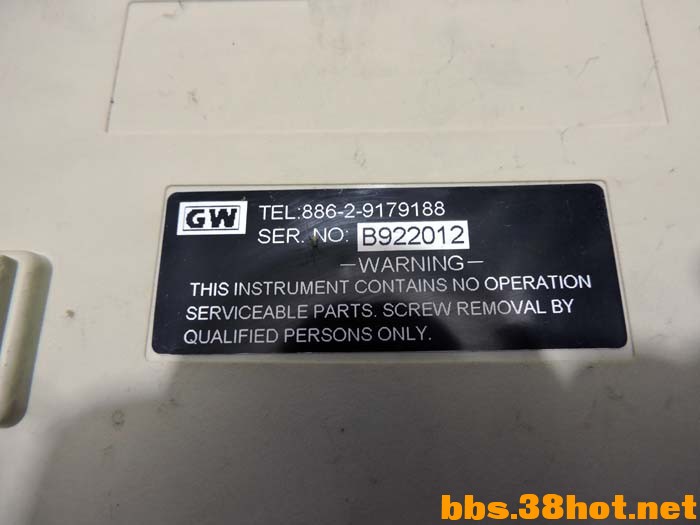 GW TEL:886-2-9179188
SER. NO: B922012
—WARNING—
THIS INSTRUMENT CONTAINS NO OPERATION
SERVICEABLE PARTS. SCREW REMOVAL BY
QUALIFIED PERSONS ONLY.
bbs.38hot.net